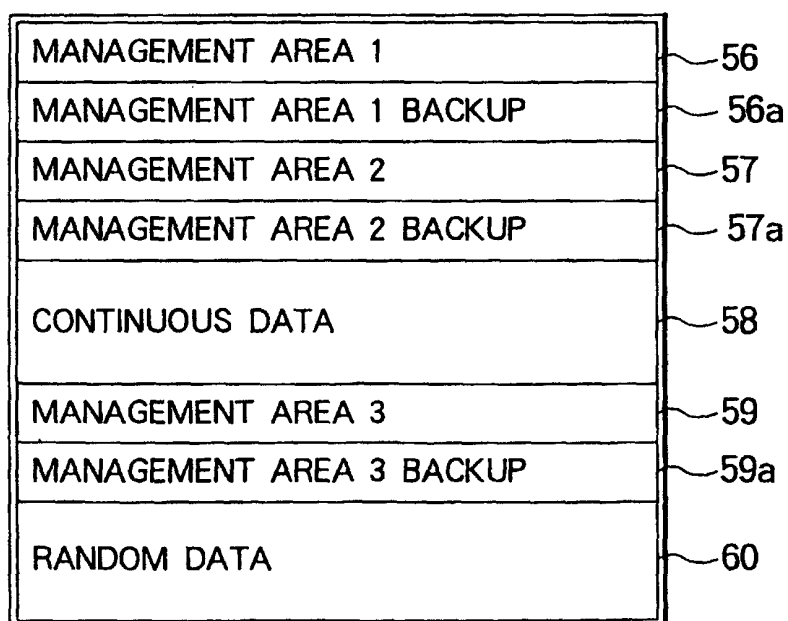 MANAGEMENT AREA 1 56
MANAGEMENT AREA 1 BACKUP 56a
MANAGEMENT AREA 2 57
MANAGEMENT AREA 2 BACKUP 57a
CONTINUOUS DATA 58
MANAGEMENT AREA 3 59
MANAGEMENT AREA 3 BACKUP 59a
RANDOM DATA 60